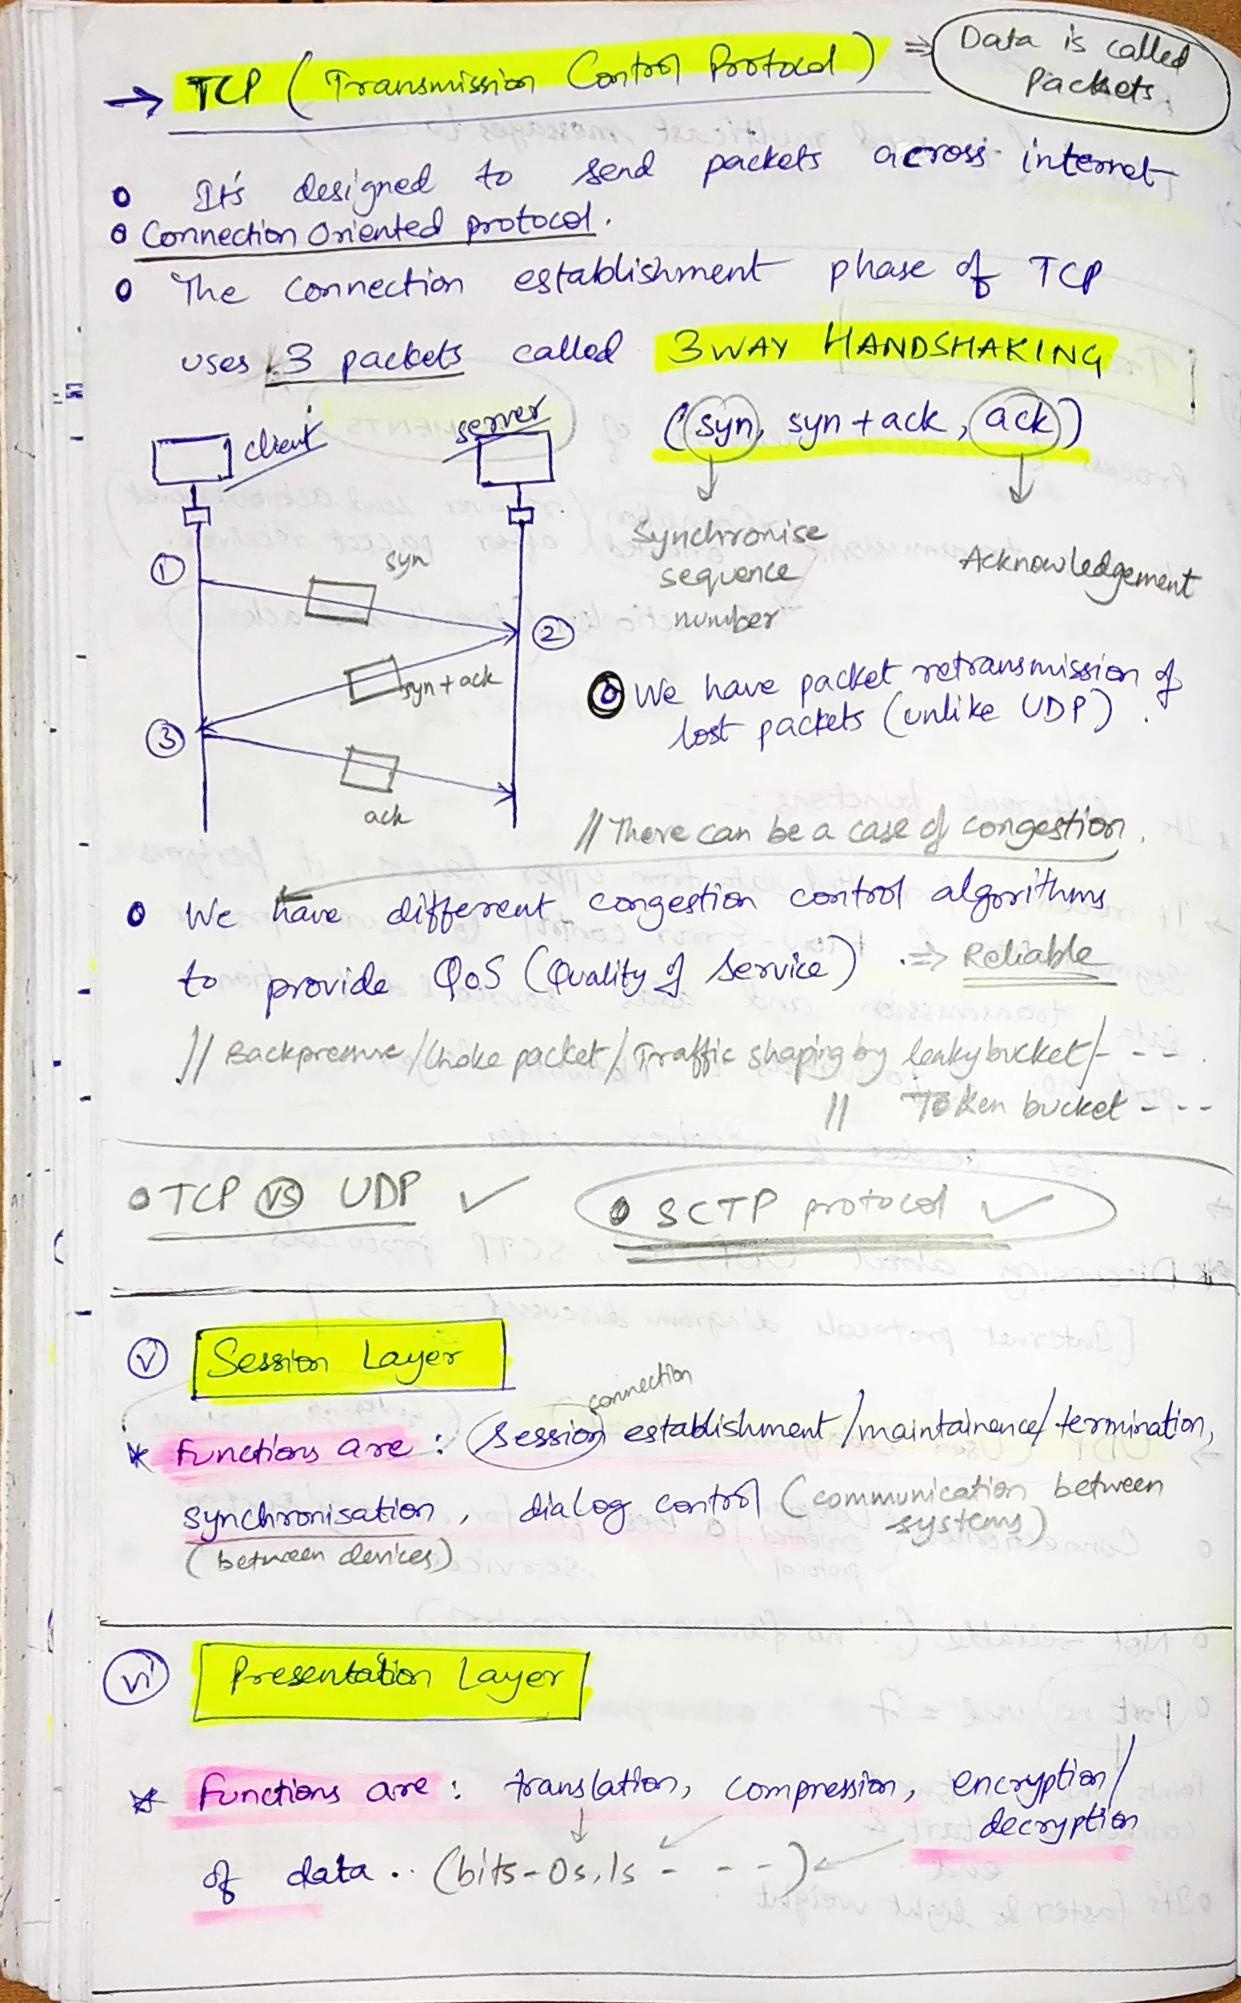 → TCP (Transmission Control Protocol) ⇒ Data is called
Packets.
o It's designed to send packets across internet
o Connection Oriented protocol.
o The connection establishment phase of TCP
uses 3 packets called 3 WAY HANDSHAKING
(syn, syn + ack, ack)
client
server
Synchronise
sequence
number
Acknowledgement
1
syn
2
syn + ack
3
ack
o We have packet retransmission of
lost packets (unlike UDP).
// There can be a case of congestion.
o We have different congestion control algorithms
to provide QoS (Quality of Service) ⇒ Reliable
// Backpressure / Choke packet / Traffic shaping by leaky bucket / - - -
// Token bucket - - -
o TCP vs UDP ✓
o SCTP protocol ✓
v Session Layer
connection
* Functions are : Session establishment / maintainence / termination,
synchronisation, dialog control (communication between
systems)
(between devices)
vi Presentation Layer
* Functions are : translation, compression, encryption /
decryption
of data .. (bits - 0s, 1s - - - -)